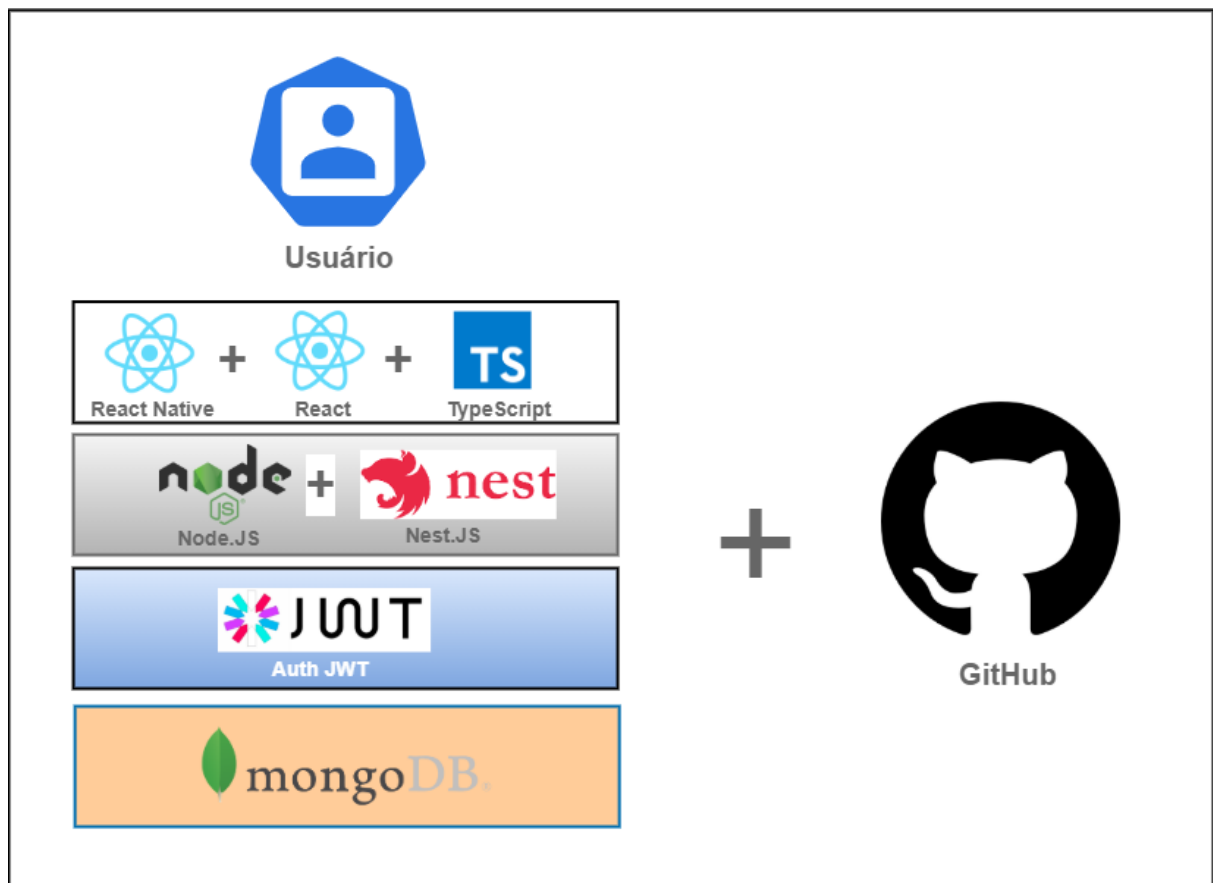 Usuário
+ +
TS
React Native React TypeScript
node + nest
JS
Node.JS Nest.JS
JWT
Auth JWT
mongoDB®
+
GitHub